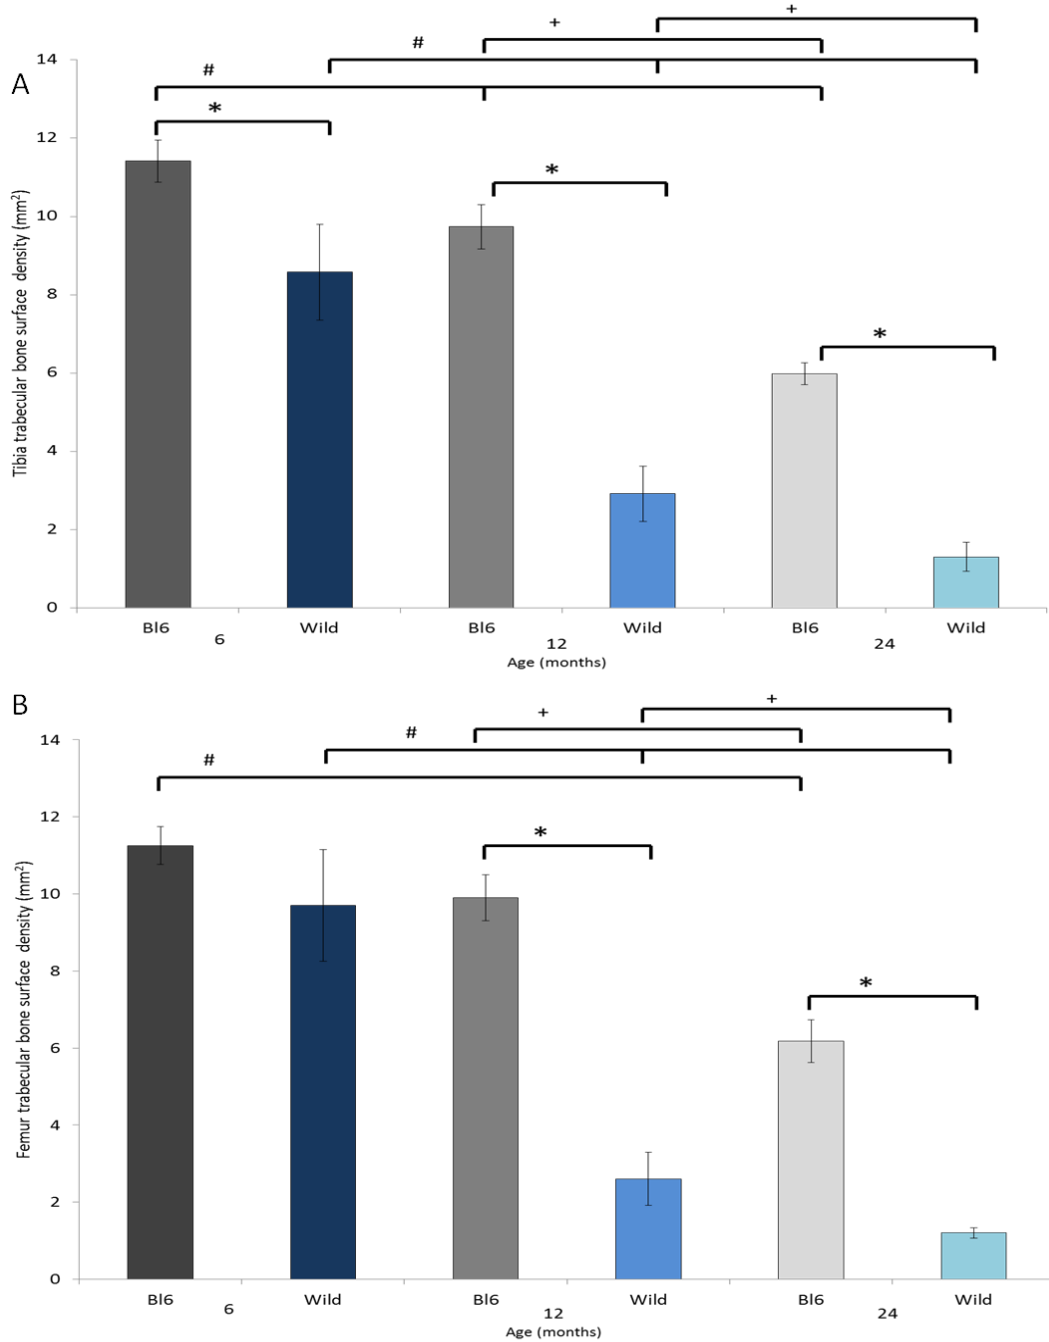 +
+
#
14
A
#
*
12
*
10
Tibia trabecular bone surface density (mm²)
8
*
6
4
2
0
Bl6 Wild Bl6 Wild Bl6 Wild
6 12 24
Age (months)
B
+
+
14
#
#
12
*
10
Femur trabecular bone surface density (mm²)
8
*
6
4
2
0
Bl6 Wild Bl6 Wild Bl6 Wild
6 12 24
Age (months)